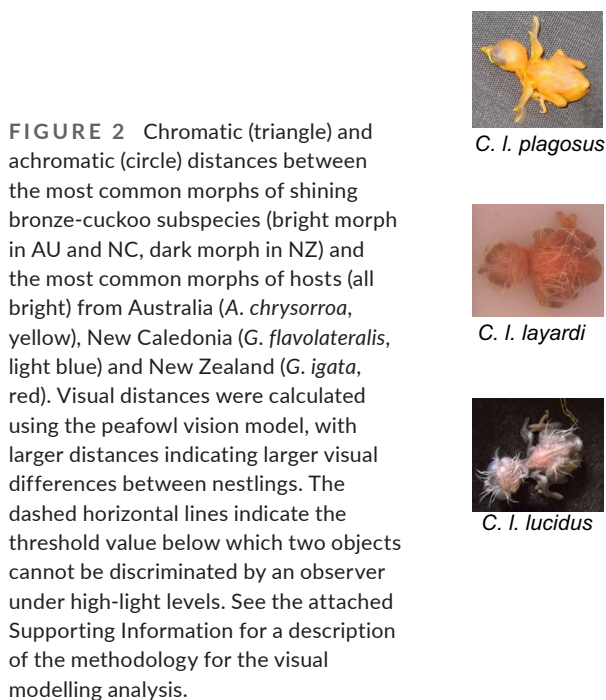 FIGURE 2 Chromatic (triangle) and
achromatic (circle) distances between
the most common morphs of shining
bronze-cuckoo subspecies (bright morph
in AU and NC, dark morph in NZ) and
the most common morphs of hosts (all
bright) from Australia (A. chrysorroa,
yellow), New Caledonia (G. flavolateralis,
light blue) and New Zealand (G. igata,
red). Visual distances were calculated
using the peafowl vision model, with
larger distances indicating larger visual
differences between nestlings. The
dashed horizontal lines indicate the
threshold value below which two objects
cannot be discriminated by an observer
under high-light levels. See the attached
Supporting Information for a description
of the methodology for the visual
modelling analysis.
C. l. plagosus
C. l. layardi
C. l. lucidus